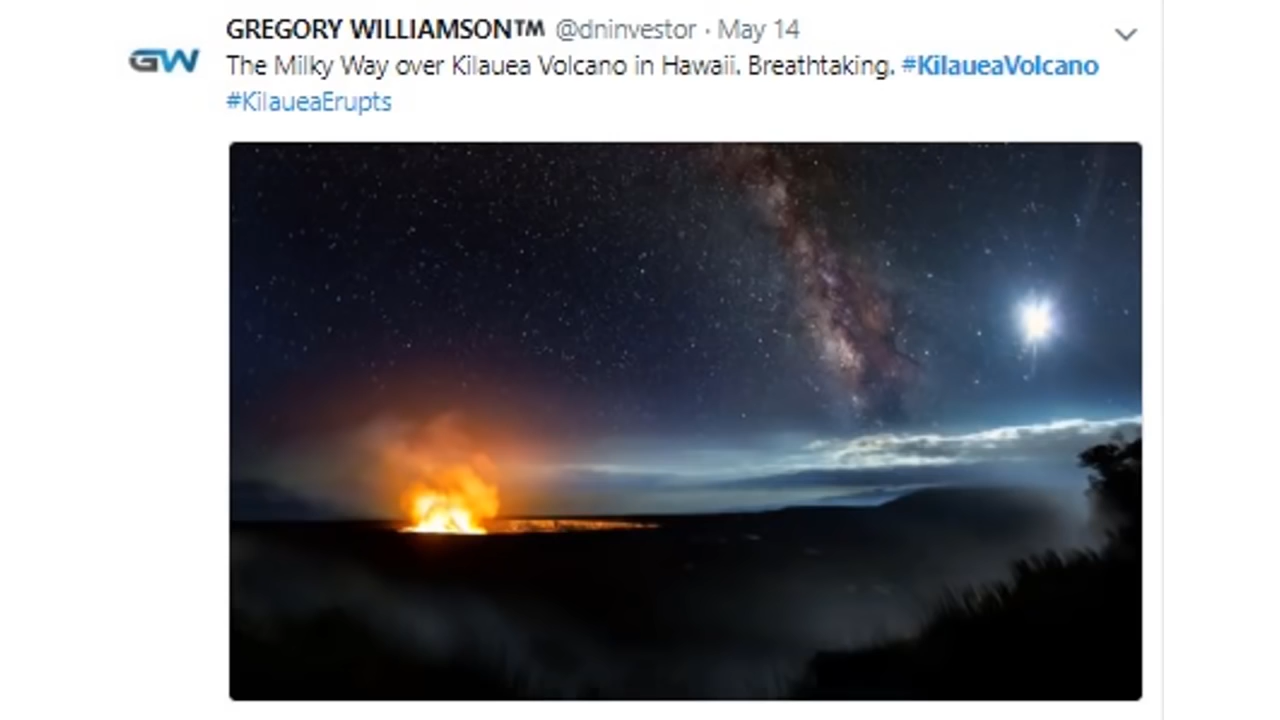 GREGORY WILLIAMSON™ @dninvestor · May 14
GW
The Milky Way over Kilauea Volcano in Hawaii. Breathtaking. #KilaueaVolcano
#KilaueaErupts